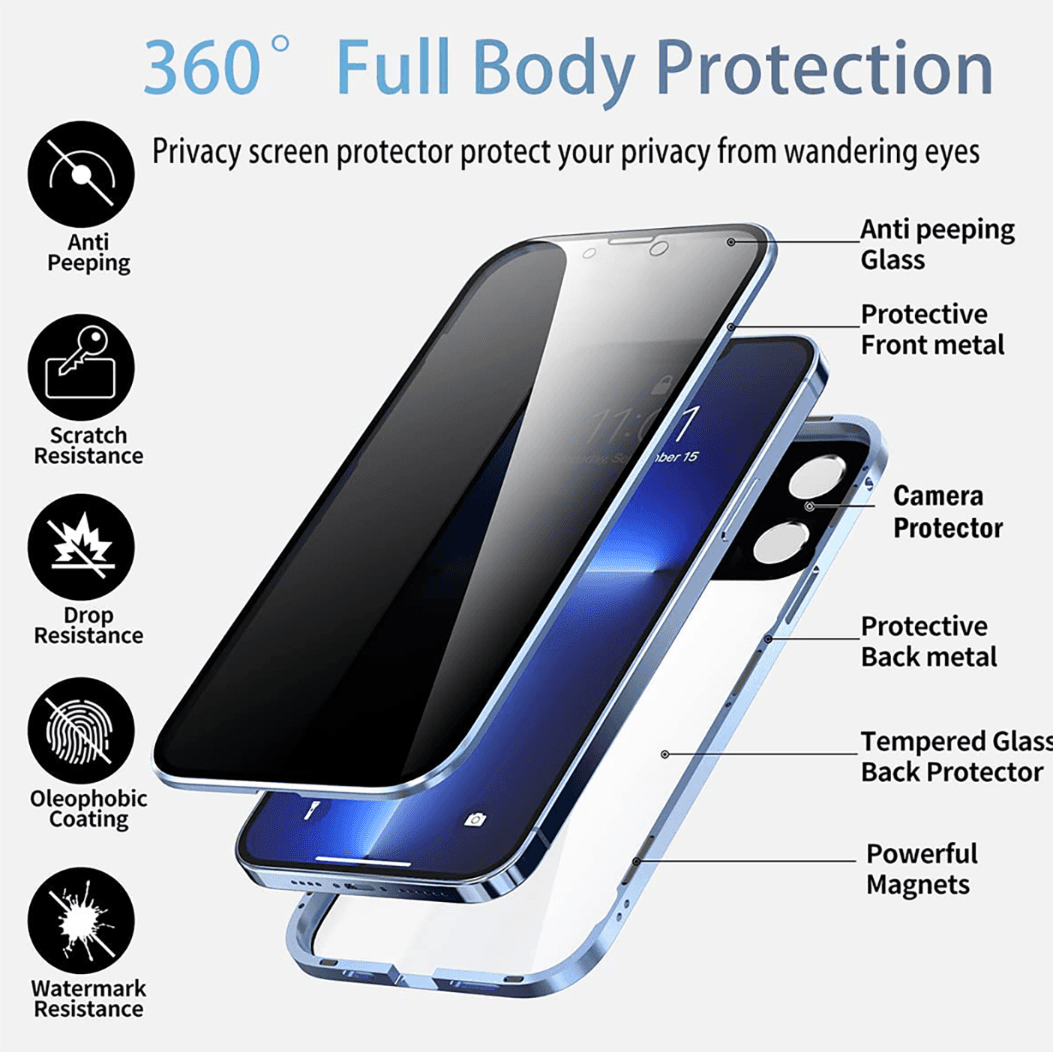 360° Full Body Protection
Privacy screen protector protect your privacy from wandering eyes
Anti
Peeping
Scratch
Resistance
Drop
Resistance
Oleophobic
Coating
Watermark
Resistance
Anti peeping
Glass
Protective
Front metal
Camera
Protector
Protective
Back metal
Tempered Glass
Back Protector
Powerful
Magnets